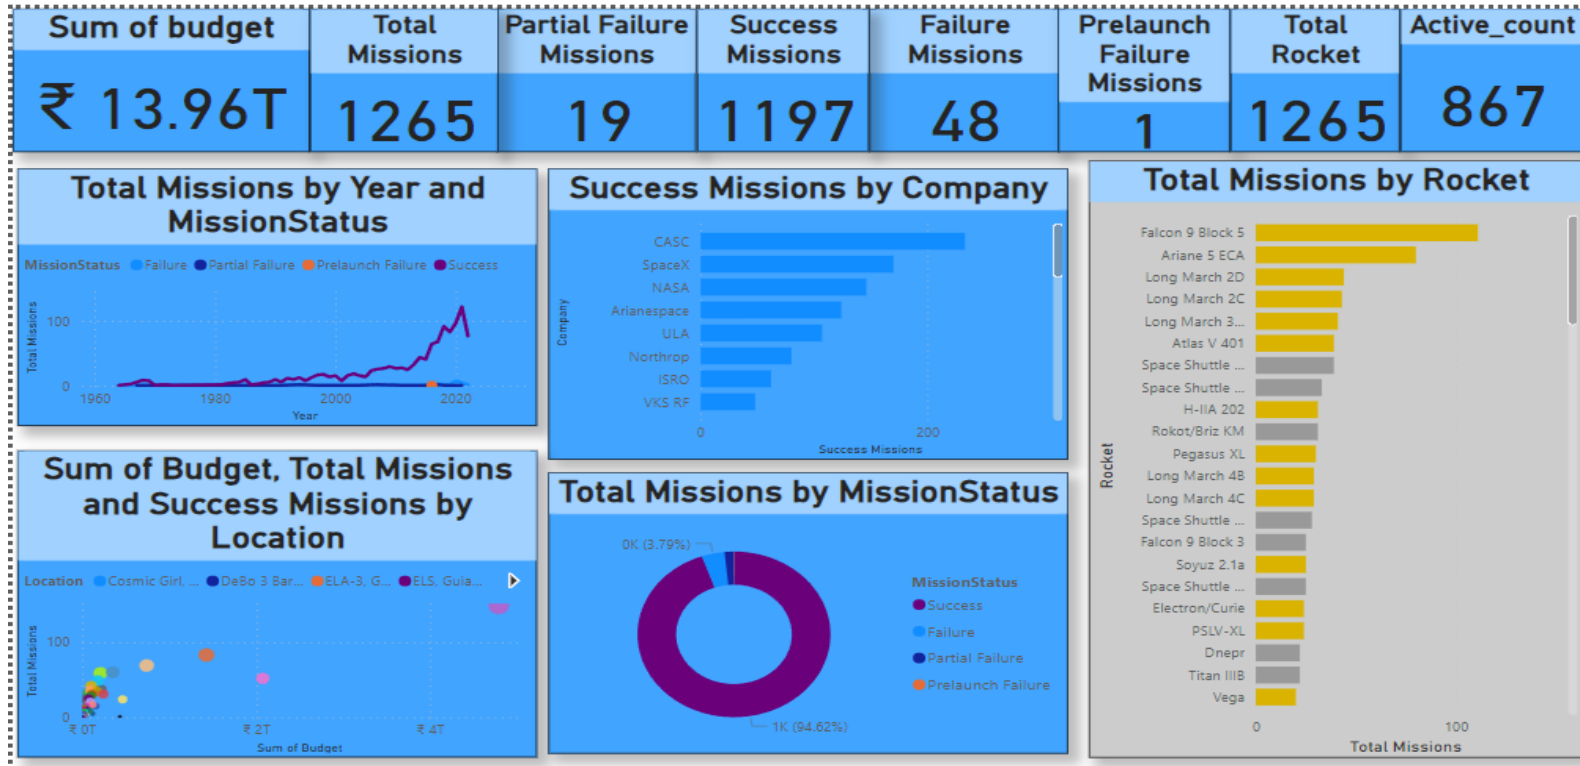 Sum of budget
₹ 13.96T
Total
Missions
1265
Partial Failure
Missions
19
Success
Missions
1197
Failure
Missions
48
Prelaunch
Failure
Missions
1
Total
Rocket
1265
Active_count
867
Total Missions by Year and
MissionStatus
MissionStatus Failure Partial Failure Prelaunch Failure Success
Total Missions
100
0
1960 1980 2000 2020
Year
Success Missions by Company
Company
CASC
SpaceX
NASA
Arianespace
ULA
Northrop
ISRO
VKS RF
0 200
Success Missions
Total Missions by Rocket
Rocket
Falcon 9 Block 5
Ariane 5 ECA
Long March 2D
Long March 2C
Long March 3...
Atlas V 401
Space Shuttle ...
Space Shuttle ...
H-IIA 202
Rokot/Briz KM
Pegasus XL
Long March 4B
Long March 4C
Space Shuttle ...
Falcon 9 Block 3
Soyuz 2.1a
Space Shuttle ...
Electron/Curie
PSLV-XL
Dnepr
Titan IIIB
Vega
0 100
Total Missions
Sum of Budget, Total Missions
and Success Missions by
Location
Location Cosmic Girl, ... DeBo 3 Bar... ELA-3, G... ELS, Guia...
Total Missions
100
0
₹ 0T ₹ 2T ₹ 4T
Sum of Budget
Total Missions by MissionStatus
0K (3.79%)
1K (94.62%)
MissionStatus
Success
Failure
Partial Failure
Prelaunch Failure